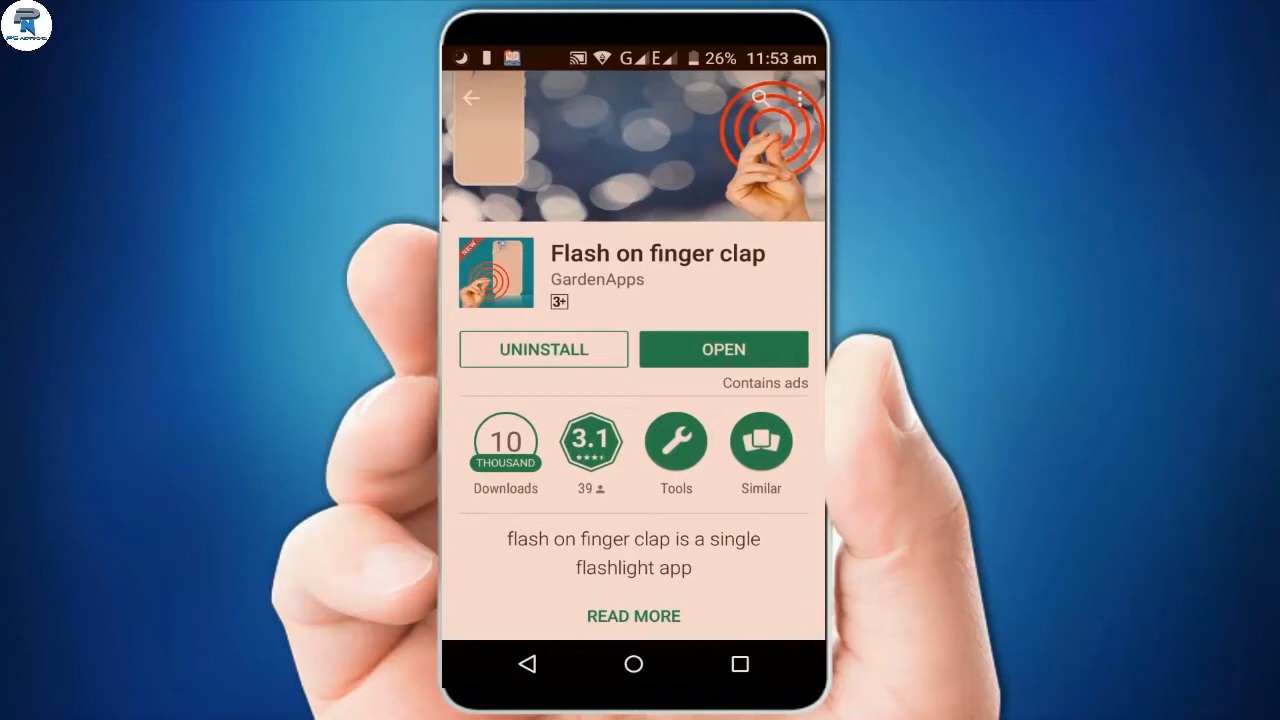 26% 11:53 am
NEW
Flash on finger clap
GardenApps
3+
UNINSTALL
OPEN
Contains ads
10
THOUSAND
3.1
Downloads
39
Tools
Similar
flash on finger clap is a single
flashlight app
READ MORE